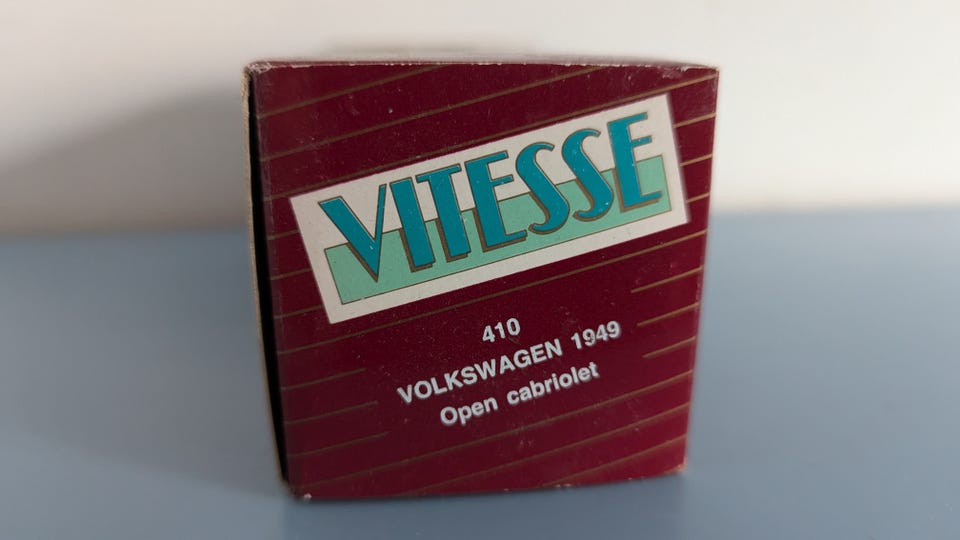 VITESSE
410
VOLKSWAGEN 1949
Open cabriolet